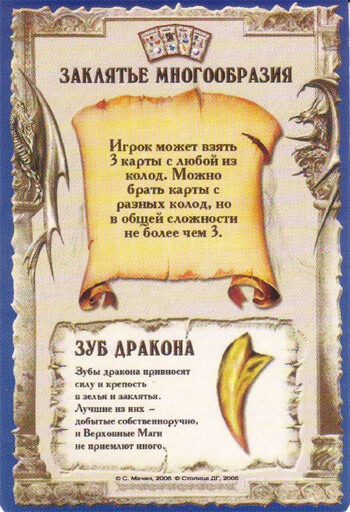 ЗАКЛЯТЬЕ МНОГООБРАЗИЯ
Игрок может взять
3 карты с любой из
колод. Можно
брать карты с
разных колод, но
в общей сложности
не более чем 3.
ЗУБ ДРАКОНА
Зубы дракона привносят
силу и крепость
в зелья и заклятья.
Лучшие из них –
добытые собственноручно,
и Верховные Маги
не приемлют иного.
© С. Мачин, 2006 © Столица ДГ, 2006